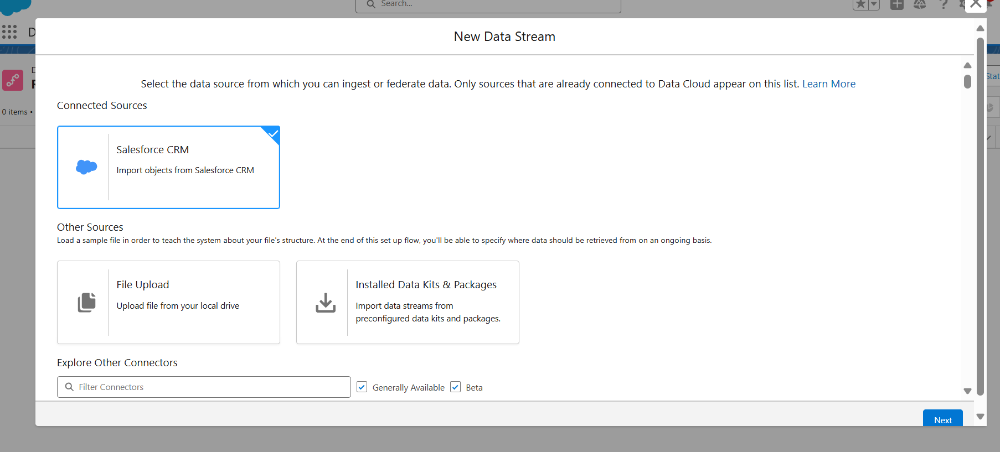 Search...
D
New Data Stream
D
F
Stat
Select the data source from which you can ingest or federate data. Only sources that are already connected to Data Cloud appear on this list. Learn More
Connected Sources
0 items •
Salesforce CRM
Import objects from Salesforce CRM
Other Sources
Load a sample file in order to teach the system about your file's structure. At the end of this set up flow, you'll be able to specify where data should be retrieved from on an ongoing basis.
File Upload
Upload file from your local drive
Installed Data Kits & Packages
Import data streams from
preconfigured data kits and packages.
Explore Other Connectors
Filter Connectors
Generally Available
Beta
Next